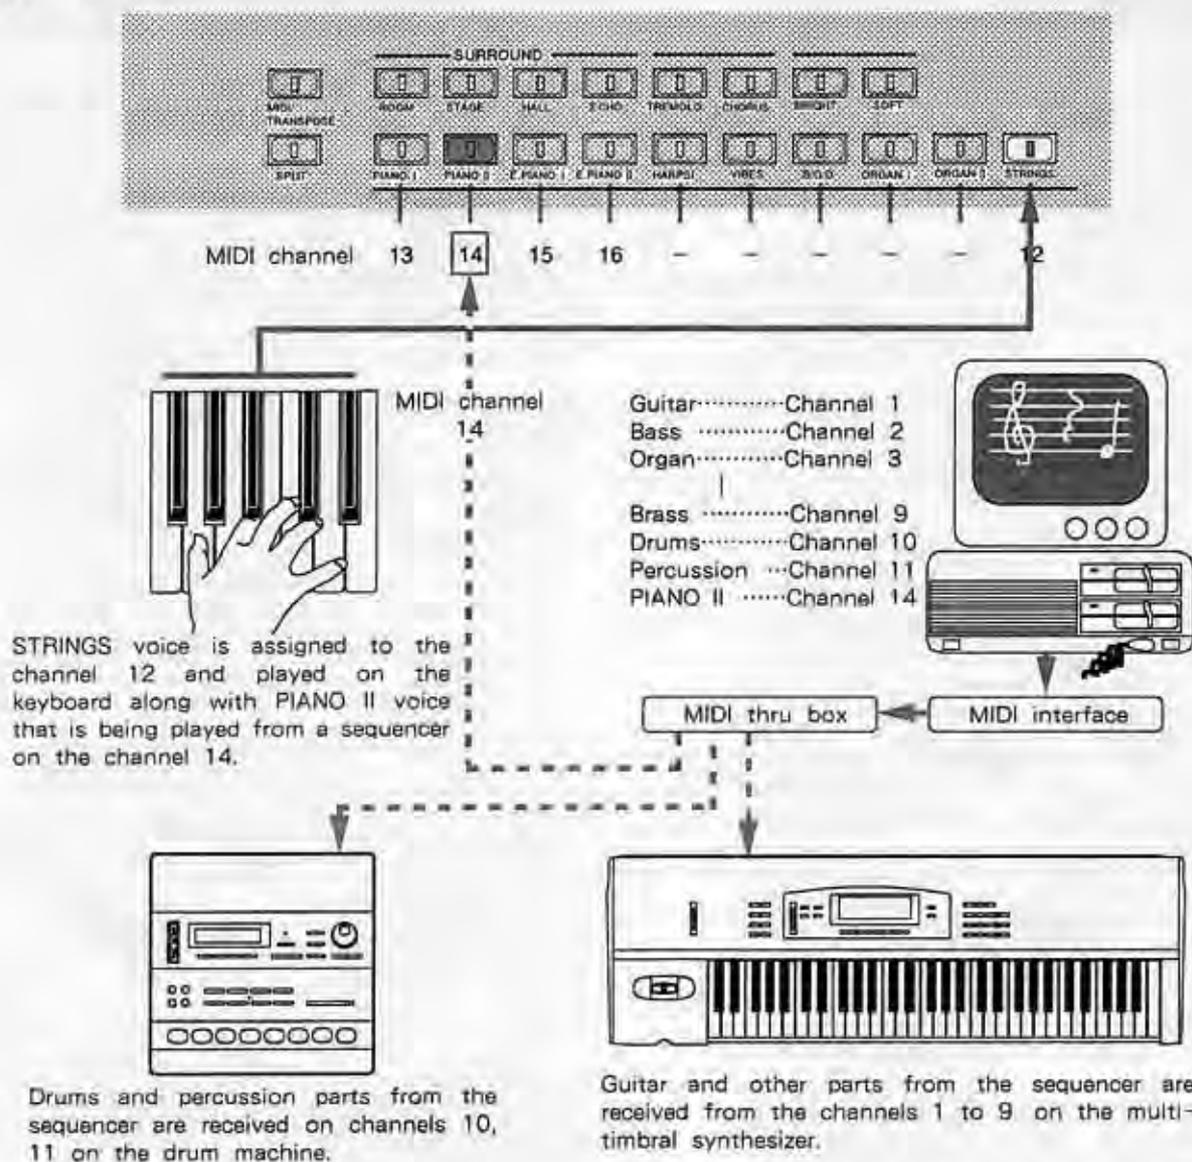 SURROUND
MIDI TRANSPOSE ROOM STAGE HALL ECHO TREMOLO CHORUS BRIGHT SOFT
SPLIT PIANO I PIANO II E.PIANO I E.PIANO II HARPSI VIBES ORGAN I ORGAN II STRINGS
MIDI channel 13 14 15 16 – – – – – 12
MIDI channel
14
Guitar············Channel 1
Bass ············Channel 2
Organ············Channel 3
Brass ············Channel 9
Drums············Channel 10
Percussion ···Channel 11
PIANO II ······Channel 14
STRINGS voice is assigned to the
channel 12 and played on the
keyboard along with PIANO II voice
that is being played from a sequencer
on the channel 14.
MIDI thru box
MIDI interface
Drums and percussion parts from the
sequencer are received on channels 10,
11 on the drum machine.
Guitar and other parts from the sequencer are
received from the channels 1 to 9 on the multi-
timbral synthesizer.